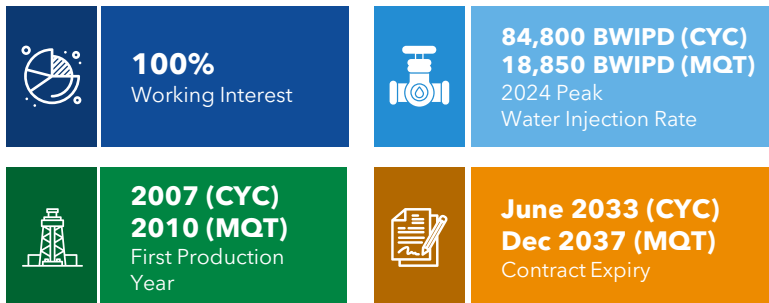 100%
Working Interest
84,800 BWIPD (CYC)
18,850 BWIPD (MQT)
2024 Peak
Water Injection Rate
2007 (CYC)
2010 (MQT)
First Production
Year
June 2033 (CYC)
Dec 2037 (MQT)
Contract Expiry